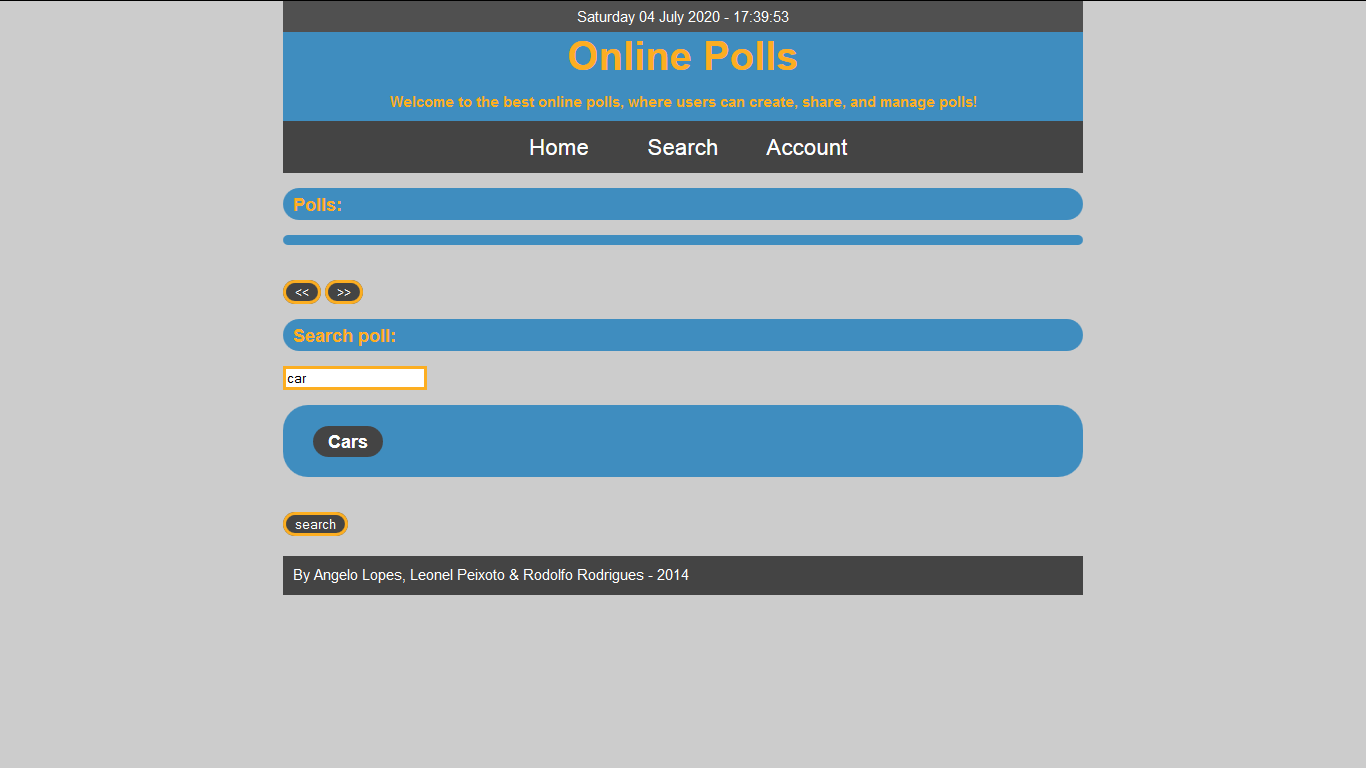 Saturday 04 July 2020 - 17:39:53
Online Polls
Welcome to the best online polls, where users can create, share, and manage polls!
Home Search Account
Polls:
<< >>
Search poll:
car
Cars
search
By Angelo Lopes, Leonel Peixoto & Rodolfo Rodrigues - 2014